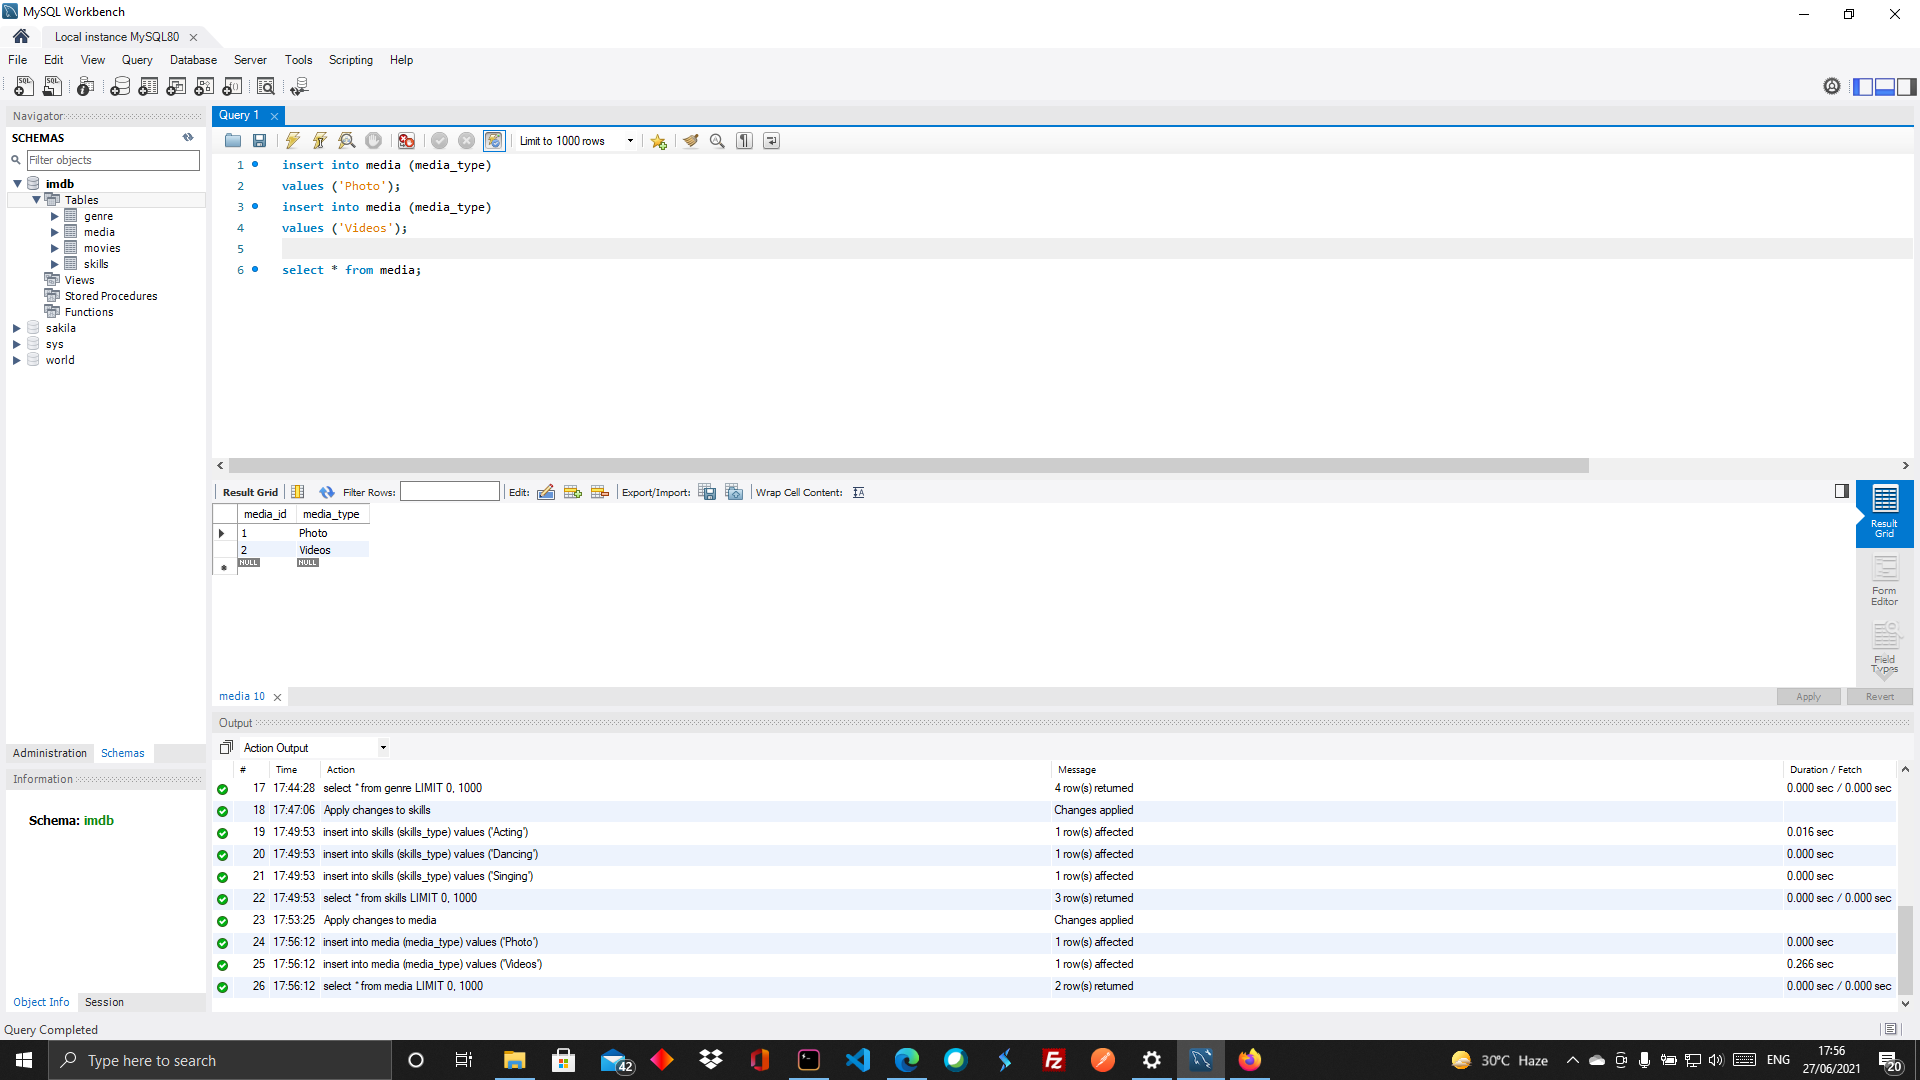 MySQL Workbench
Local instance MySQL80
File Edit View Query Database Server Tools Scripting Help
Navigator
SCHEMAS
Filter objects
imdb
Tables
genre
media
movies
skills
Views
Stored Procedures
Functions
sakila
sys
world
Administration Schemas
Information
Schema: imdb
Object Info Session
Query 1
Limit to 1000 rows
1 insert into media (media_type)
2 values ('Photo');
3 insert into media (media_type)
4 values ('Videos');
5
6 select * from media;
Result Grid Filter Rows: Edit: Export/Import: Wrap Cell Content:
media_id media_type
1 Photo
2 Videos
NULL NULL
Result Grid
Form Editor
Field Types
media 10
Apply Revert
Output
Action Output
# Time Action Message Duration / Fetch
17 17:44:28 select * from genre LIMIT 0, 1000 4 row(s) returned 0.000 sec / 0.000 sec
18 17:47:06 Apply changes to skills Changes applied
19 17:49:53 insert into skills (skills_type) values ('Acting') 1 row(s) affected 0.016 sec
20 17:49:53 insert into skills (skills_type) values ('Dancing') 1 row(s) affected 0.000 sec
21 17:49:53 insert into skills (skills_type) values ('Singing') 1 row(s) affected 0.000 sec
22 17:49:53 select * from skills LIMIT 0, 1000 3 row(s) returned 0.000 sec / 0.000 sec
23 17:53:25 Apply changes to media Changes applied
24 17:56:12 insert into media (media_type) values ('Photo') 1 row(s) affected 0.000 sec
25 17:56:12 insert into media (media_type) values ('Videos') 1 row(s) affected 0.266 sec
26 17:56:12 select * from media LIMIT 0, 1000 2 row(s) returned 0.000 sec / 0.000 sec
Query Completed
Type here to search
42
30°C Haze
ENG
17:56
27/06/2021
20